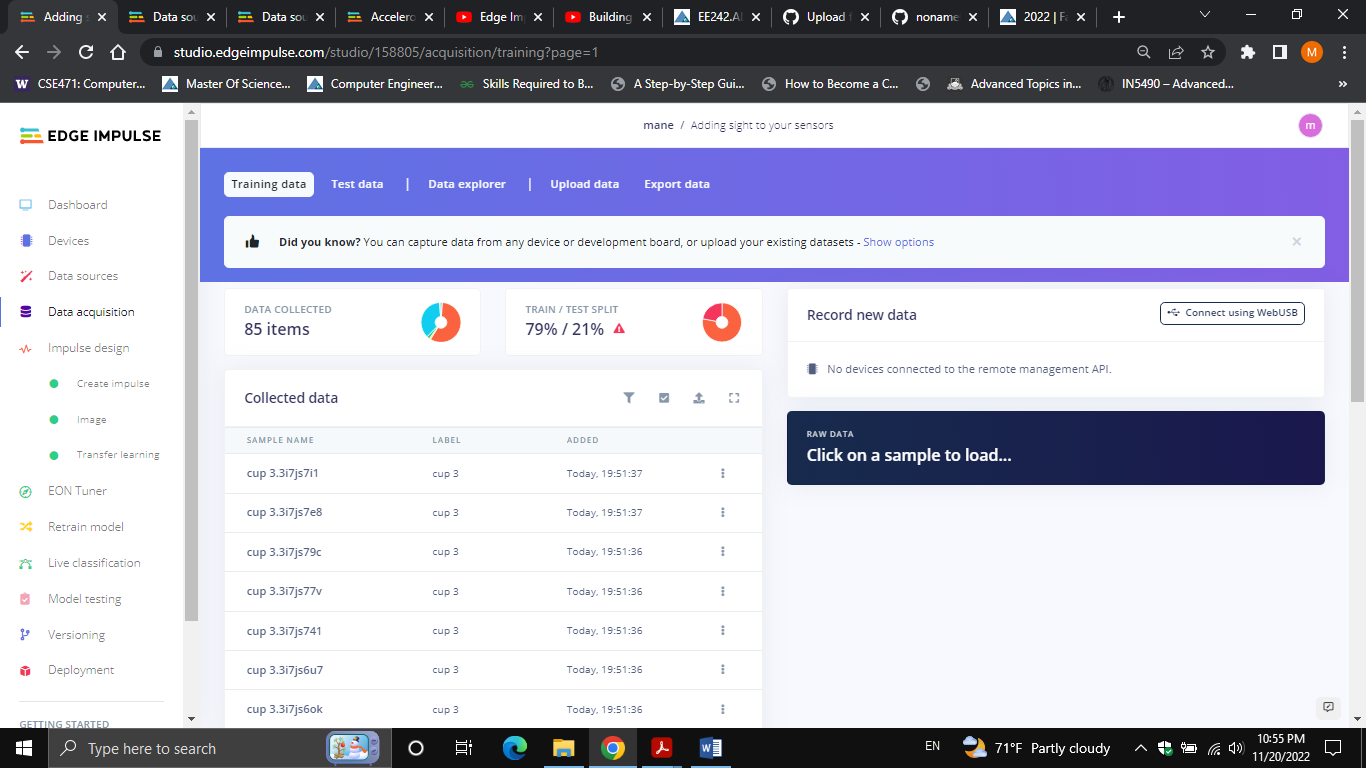 Adding s
Data sou
Data sou
Accelero
Edge Im
Building
EE242.Al
Upload f
noname
2022 | Fa
studio.edgeimpulse.com/studio/158805/acquisition/training?page=1
M
W CSE471: Computer...
Master Of Science...
Computer Engineer...
Skills Required to B...
A Step-by-Step Gui...
How to Become a C...
Advanced Topics in...
IN5490 – Advanced...
»
EDGE IMPULSE
mane / Adding sight to your sensors
m
Dashboard
Devices
Data sources
Data acquisition
Impulse design
Create impulse
Image
Transfer learning
EON Tuner
Retrain model
Live classification
Model testing
Versioning
Deployment
GETTING STARTED
Training data
Test data
|
Data explorer
|
Upload data
Export data
Did you know? You can capture data from any device or development board, or upload your existing datasets - Show options
DATA COLLECTED
85 items
TRAIN / TEST SPLIT
79% / 21%
Record new data
Connect using WebUSB
No devices connected to the remote management API.
RAW DATA
Click on a sample to load...
Collected data
SAMPLE NAME LABEL ADDED
cup 3.3i7js7i1 cup 3 Today, 19:51:37
cup 3.3i7js7e8 cup 3 Today, 19:51:37
cup 3.3i7js79c cup 3 Today, 19:51:36
cup 3.3i7js77v cup 3 Today, 19:51:36
cup 3.3i7js741 cup 3 Today, 19:51:36
cup 3.3i7js6u7 cup 3 Today, 19:51:36
cup 3.3i7js6ok cup 3 Today, 19:51:36
Type here to search
EN
71°F Partly cloudy
10:55 PM
11/20/2022